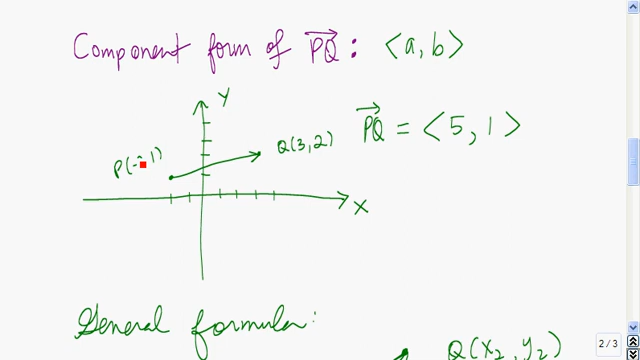 Component form of PQ : ⟨a, b⟩
Y
PQ = ⟨5, 1⟩
Q(3, 2)
P(-2, 1)
X
General formula:
Q(x₂, y₂)
2 / 3